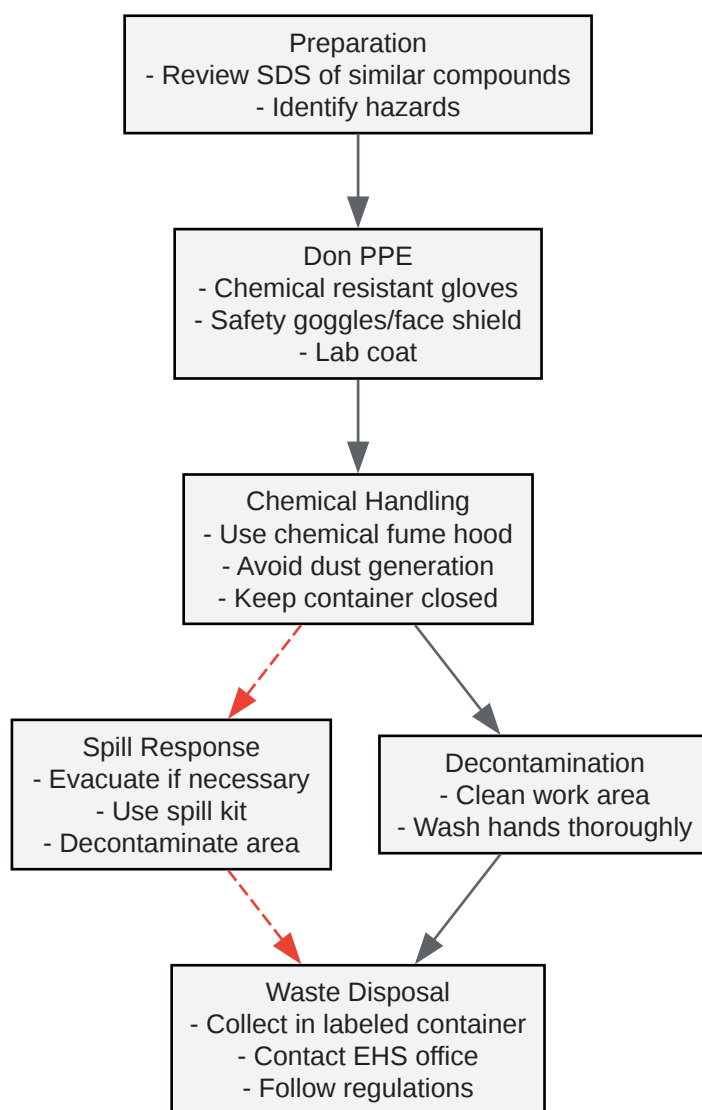 Preparation
- Review SDS of similar compounds
- Identify hazards
Don PPE
- Chemical resistant gloves
- Safety goggles/face shield
- Lab coat
Chemical Handling
- Use chemical fume hood
- Avoid dust generation
- Keep container closed
Spill Response
- Evacuate if necessary
- Use spill kit
- Decontaminate area
Decontamination
- Clean work area
- Wash hands thoroughly
Waste Disposal
- Collect in labeled container
- Contact EHS office
- Follow regulations